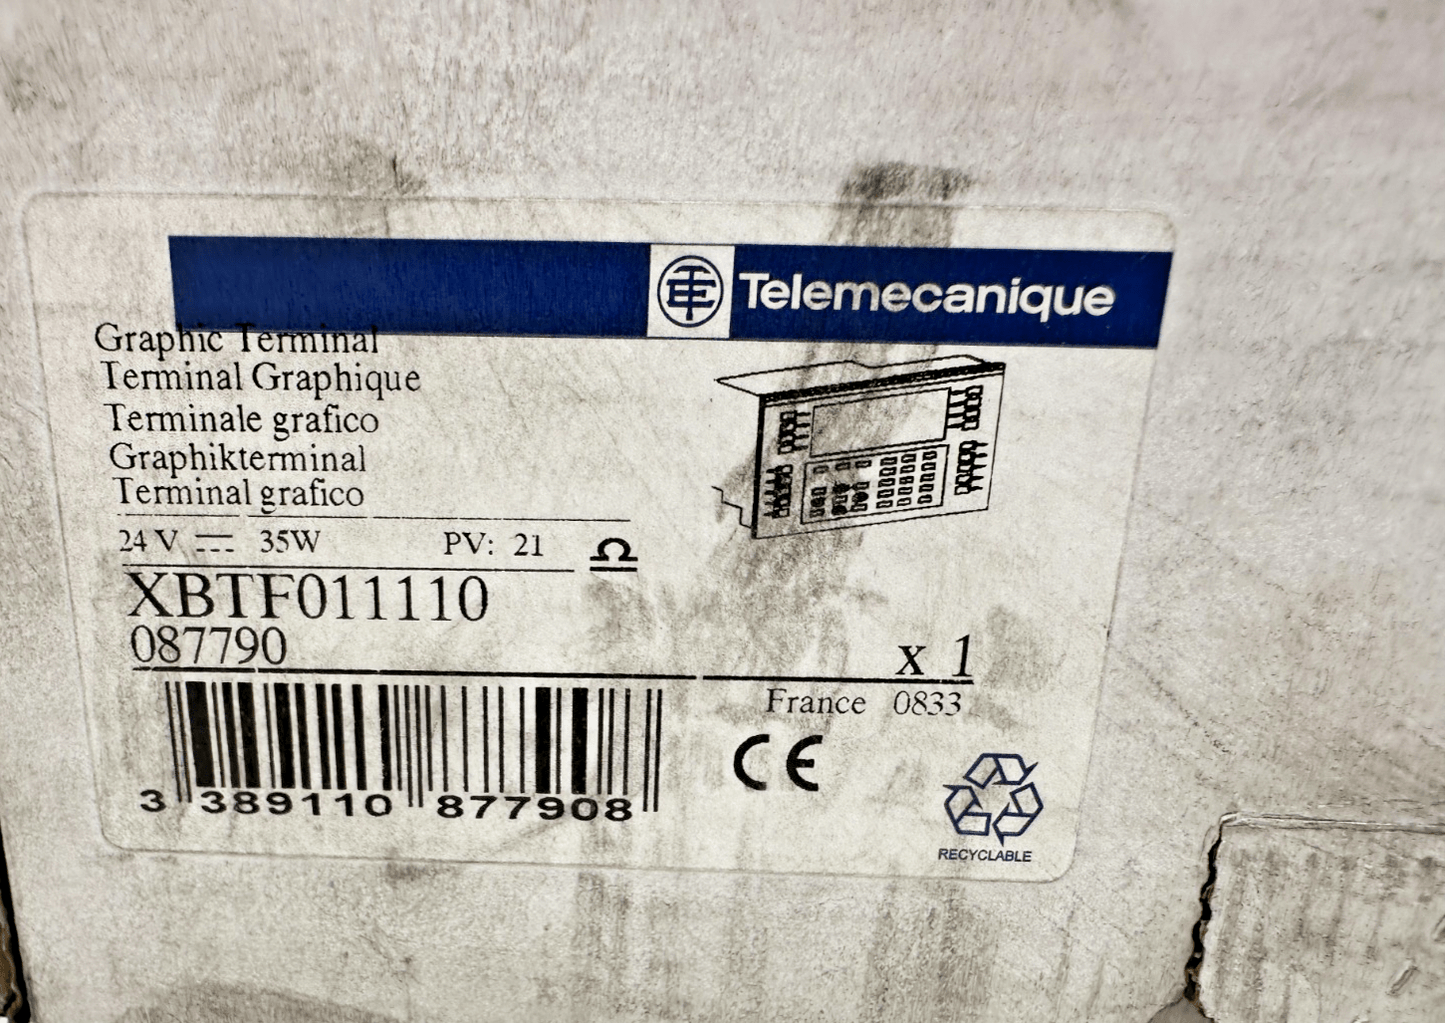 Telemecanique
Graphic Terminal
Terminal Graphique
Terminale grafico
Graphikterminal
Terminal grafico
24 V ⎓ 35W PV: 21
XBTF011110
087790
x 1
France 0833
3 389110 877908
CE
RECYCLABLE